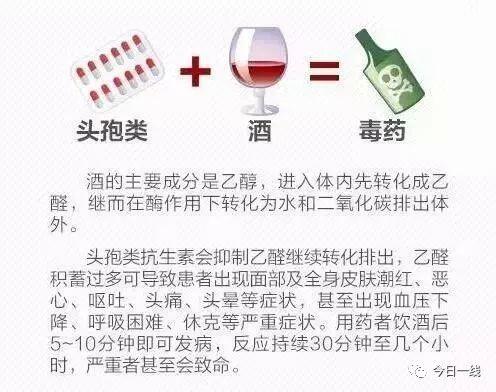 头孢类 + 酒 = 毒药
酒的主要成分是乙醇，进入体内先转化成乙
醛，继而在酶作用下转化为水和二氧化碳排出体
外。
头孢类抗生素会抑制乙醛继续转化排出，乙醛
积蓄过多可导致患者出现面部及全身皮肤潮红、恶
心、呕吐、头痛、头晕等症状，甚至出现血压下
降、呼吸困难、休克等严重症状。用药者饮酒后
5~10分钟即可发病，反应持续30分钟至几个小
时，严重者甚至会致命。
今日一线